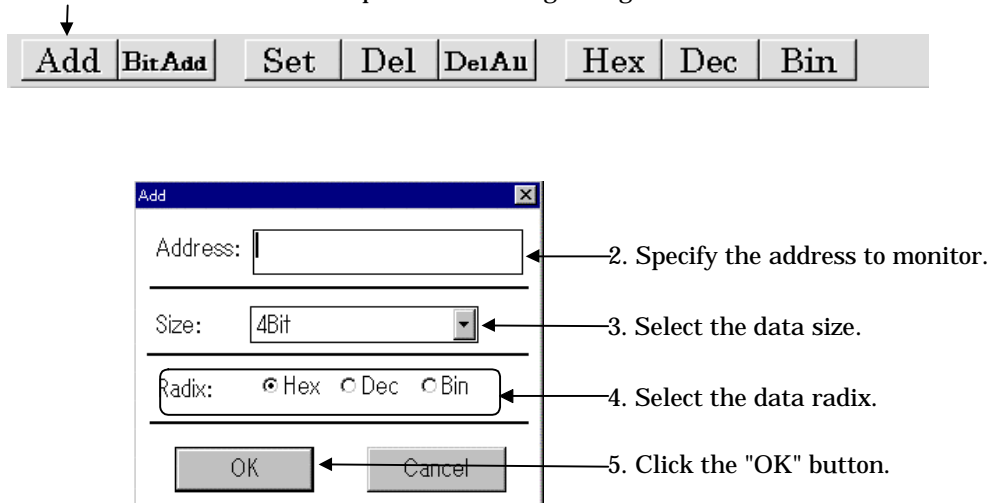 Add BitAdd Set Del DelAll Hex Dec Bin
Add
Address:
2. Specify the address to monitor.
Size: 4Bit
3. Select the data size.
Radix: Hex Dec Bin
4. Select the data radix.
OK Cancel
5. Click the "OK" button.